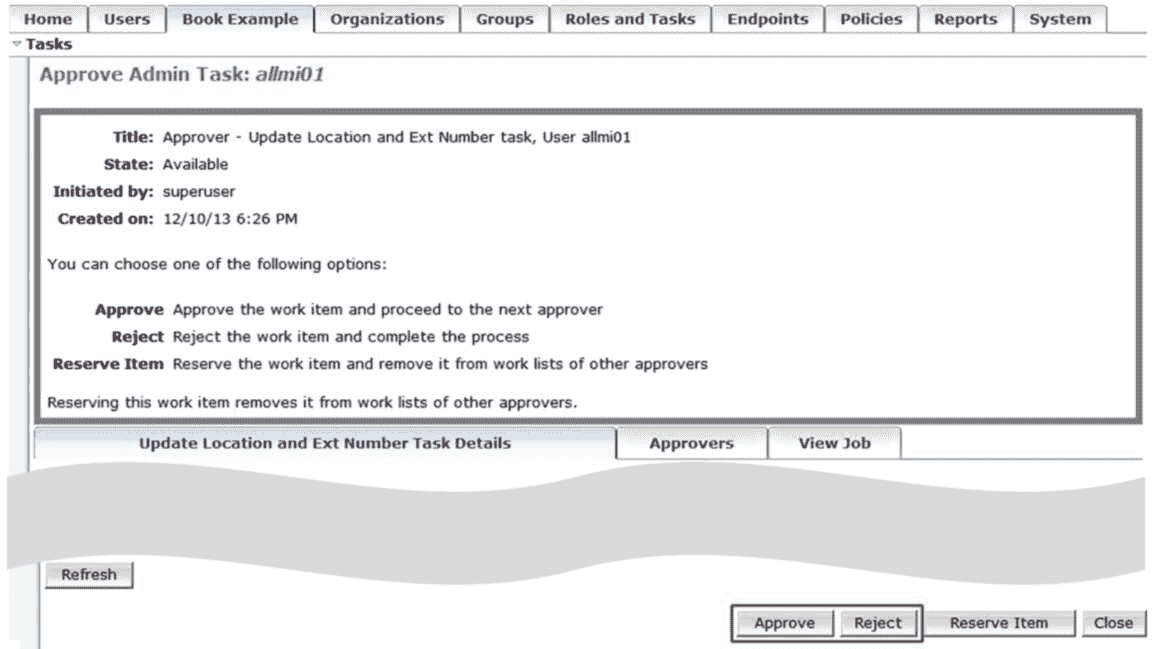 Home Users Book Example Organizations Groups Roles and Tasks Endpoints Policies Reports System
Tasks
Approve Admin Task: allmi01
Title: Approver - Update Location and Ext Number task, User allmi01
State: Available
Initiated by: superuser
Created on: 12/10/13 6:26 PM
You can choose one of the following options:
Approve Approve the work item and proceed to the next approver
Reject Reject the work item and complete the process
Reserve Item Reserve the work item and remove it from work lists of other approvers
Reserving this work item removes it from work lists of other approvers.
Update Location and Ext Number Task Details Approvers View Job
Refresh
Approve Reject Reserve Item Close